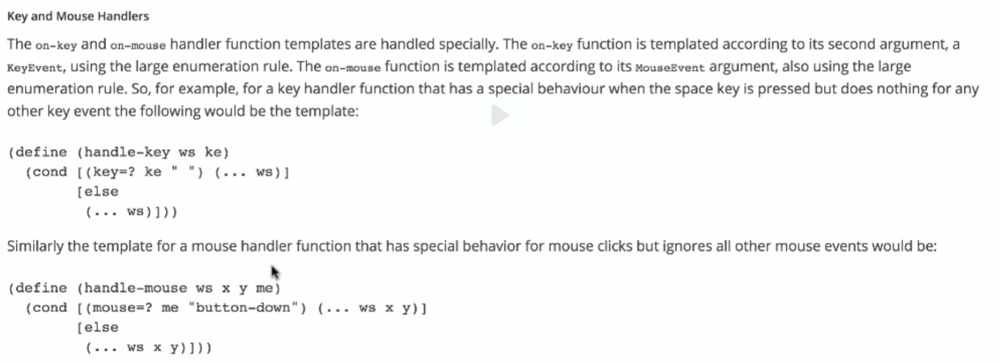 Key and Mouse Handlers
The on-key and on-mouse handler function templates are handled specially. The on-key function is templated according to its second argument, a
KeyEvent, using the large enumeration rule. The on-mouse function is templated according to its MouseEvent argument, also using the large
enumeration rule. So, for example, for a key handler function that has a special behaviour when the space key is pressed but does nothing for any
other key event the following would be the template:
(define (handle-key ws ke)
  (cond [(key=? ke " ") (... ws)]
        [else
         (... ws)]))
Similarly the template for a mouse handler function that has special behavior for mouse clicks but ignores all other mouse events would be:
(define (handle-mouse ws x y me)
  (cond [(mouse=? me "button-down") (... ws x y)]
        [else
         (... ws x y)]))